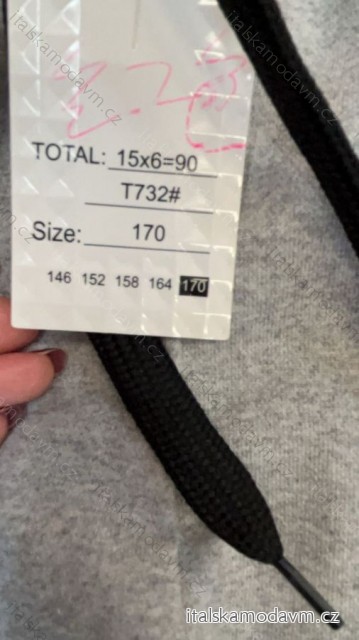 TOTAL: 15x6=90
T732#
Size: 170
146 152 158 164 170
italskamodavm.cz